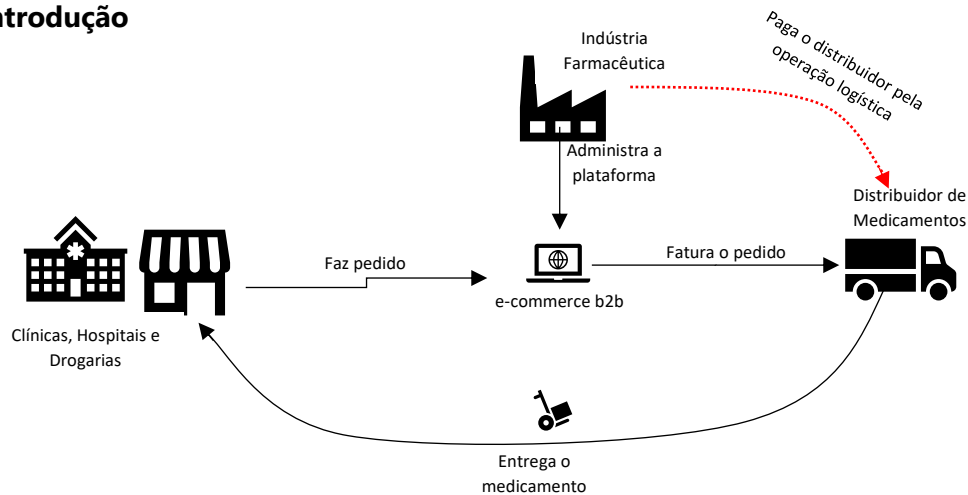 ntrodução
Indústria
Farmacêutica
Paga o distribuidor pela
operação logística
Administra a
plataforma
Distribuidor de
Medicamentos
Faz pedido
Fatura o pedido
e-commerce b2b
Clínicas, Hospitais e
Drogarias
Entrega o
medicamento